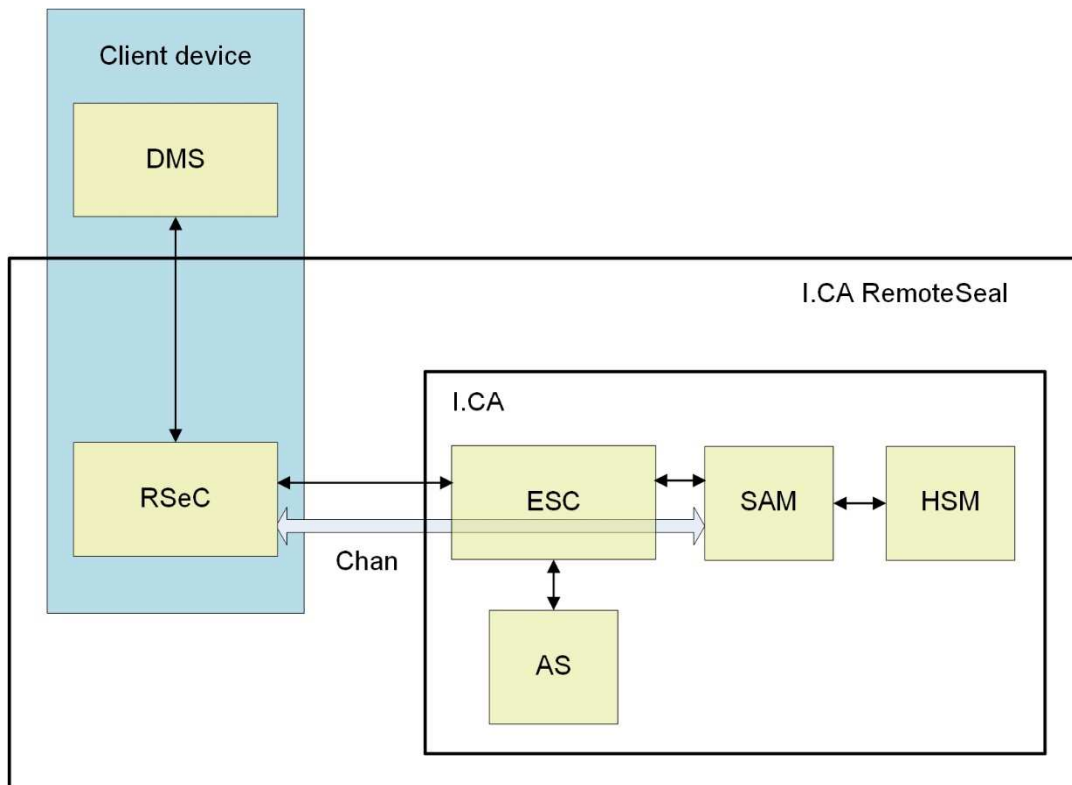 Client device
DMS
I.CA RemoteSeal
I.CA
RSeC
ESC
SAM
HSM
Chan
AS